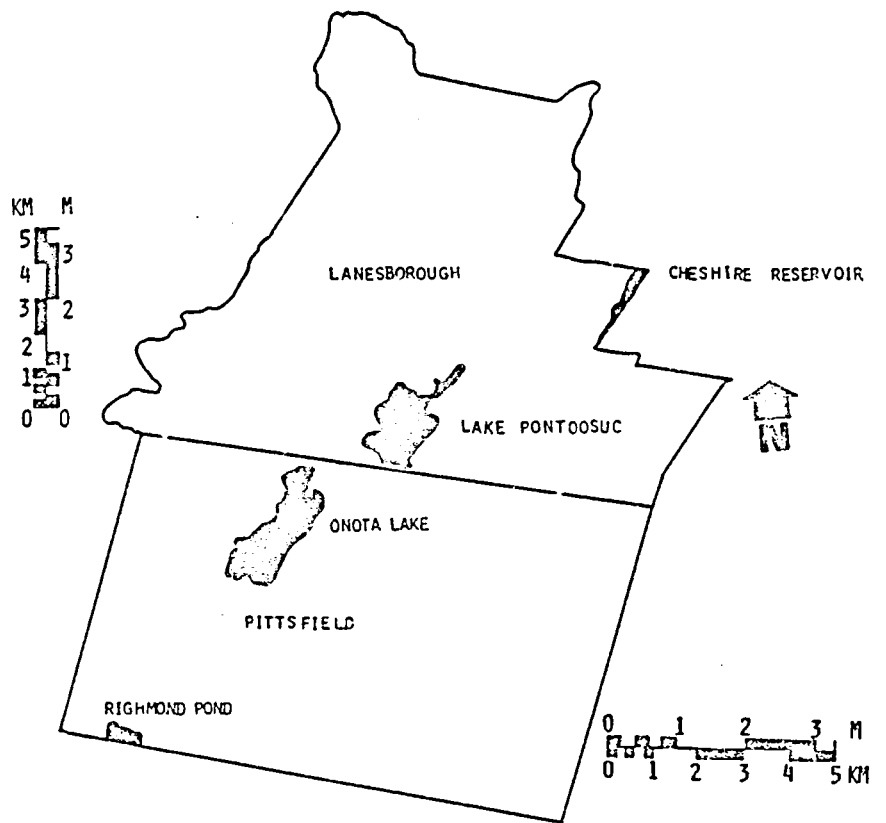 KM M
5
3
4
3 2
2
1 1
0 0
LANESBOROUGH
CHESHIRE RESERVOIR
N
LAKE PONTOOSUC
ONOTA LAKE
PITTSFIELD
RIGHMOND POND
0 1 2 3 M
0 1 2 3 4 5 KM